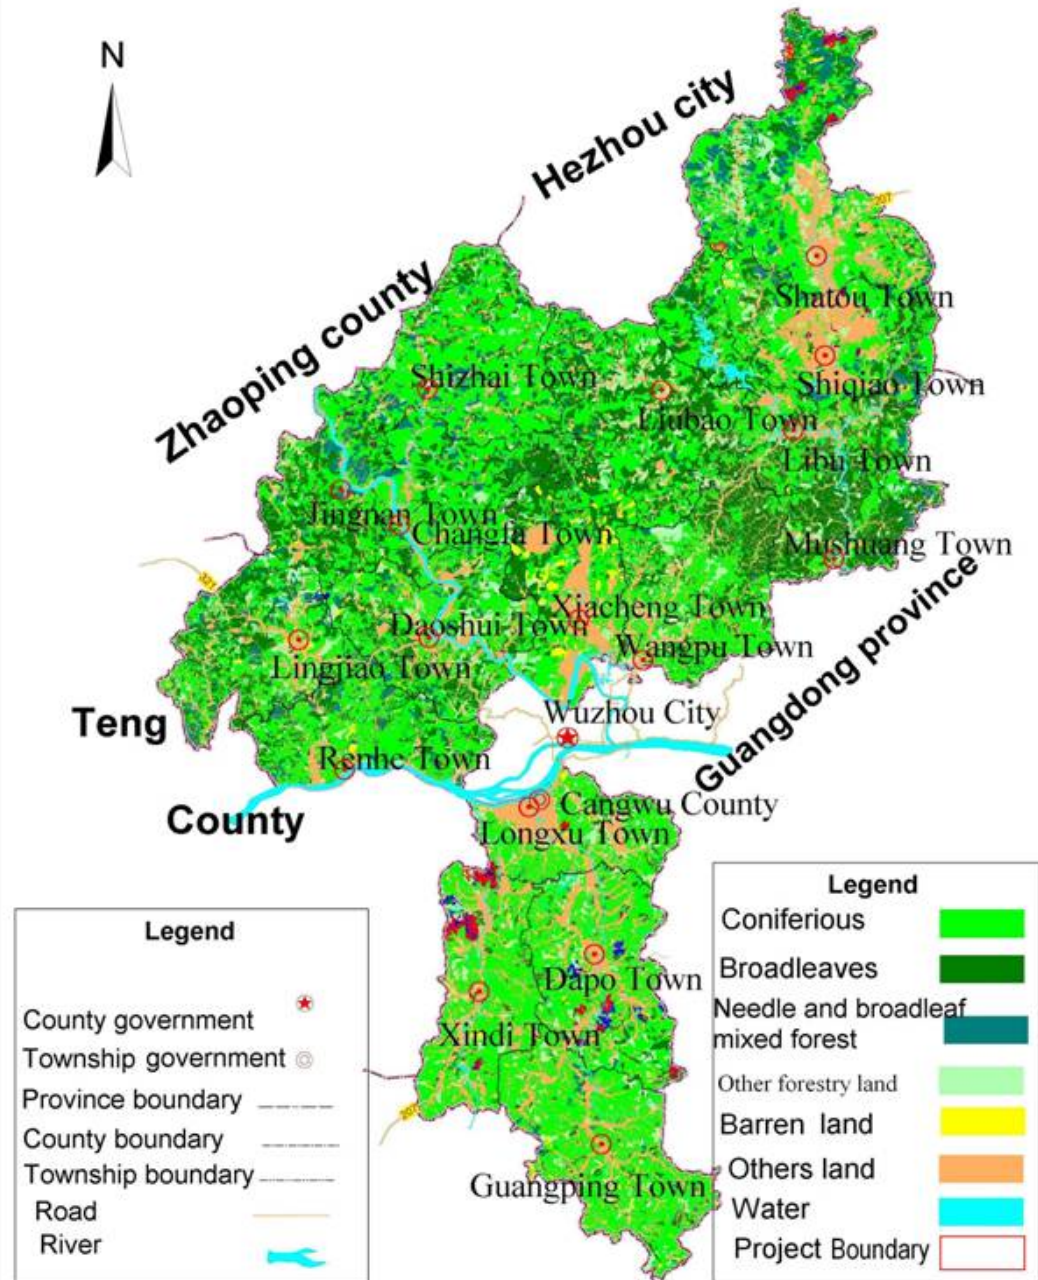 N
Hezhou city
207
Zhaoping county
Shatou Town
Shizhai Town
Shiqiao Town
Liubao Town
Libu Town
Jingnan Town
Changfa Town
Mushuang Town
321
Xiacheng Town
Daoshui Town
Wangpu Town
Lingjiao Town
Guangdong province
Teng
Wuzhou City
Renhe Town
County
Cangwu County
Longxu Town
Dapo Town
Xindi Town
207
Guangping Town
Legend
County government
Township government
Province boundary
County boundary
Township boundary
Road
River
Legend
Coniferious
Broadleaves
Needle and broadleaf
mixed forest
Other forestry land
Barren land
Others land
Water
Project Boundary